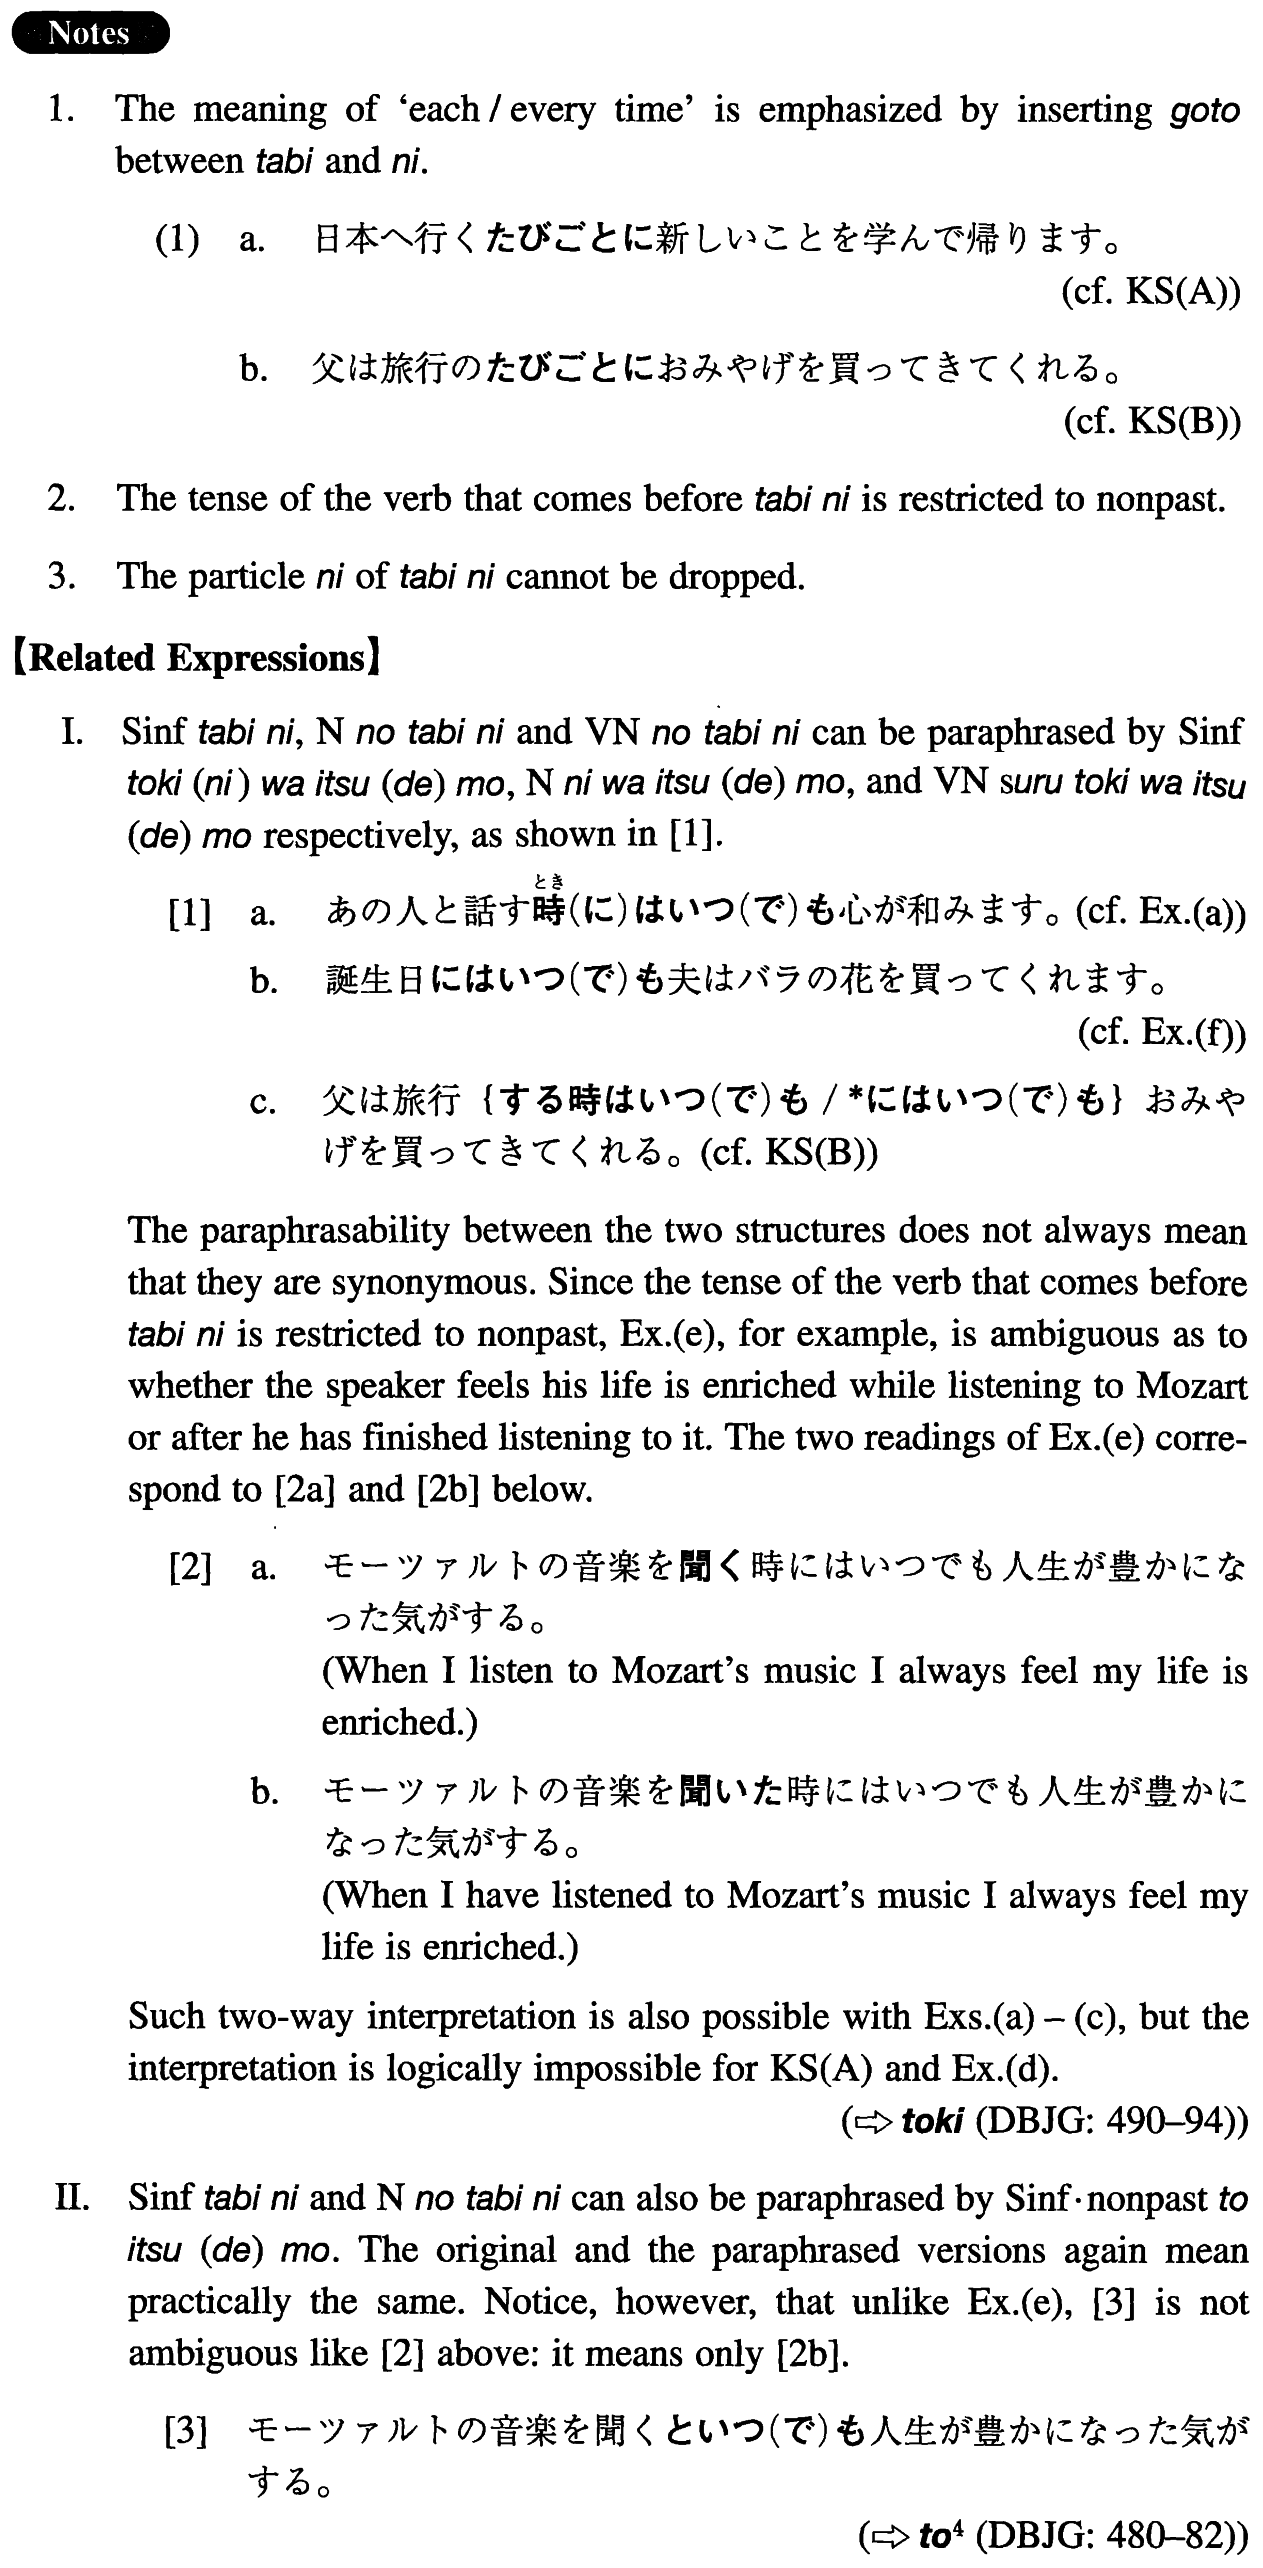 Notes
1. The meaning of ‘each / every time’ is emphasized by inserting goto
between tabi and ni.
(1) a. 日本へ行くたびごとに新しいことを学んで帰ります。
(cf. KS(A))
b. 父は旅行のたびごとにおみやげを買ってきてくれる。
(cf. KS(B))
2. The tense of the verb that comes before tabi ni is restricted to nonpast.
3. The particle ni of tabi ni cannot be dropped.
【Related Expressions】
I. Sinf tabi ni, N no tabi ni and VN no tabi ni can be paraphrased by Sinf
toki (ni) wa itsu (de) mo, N ni wa itsu (de) mo, and VN suru toki wa itsu
(de) mo respectively, as shown in [1].
とき
[1] a. あの人と話す時(に)はいつ(で)も心が和みます。(cf. Ex.(a))
b. 誕生日にはいつ(で)も夫はバラの花を買ってくれます。
(cf. Ex.(f))
c. 父は旅行{する時はいつ(で)も / *にはいつ(で)も}おみや
げを買ってきてくれる。(cf. KS(B))
The paraphrasability between the two structures does not always mean
that they are synonymous. Since the tense of the verb that comes before
tabi ni is restricted to nonpast, Ex.(e), for example, is ambiguous as to
whether the speaker feels his life is enriched while listening to Mozart
or after he has finished listening to it. The two readings of Ex.(e) corre-
spond to [2a] and [2b] below.
[2] a. モーツァルトの音楽を聞く時にはいつでも人生が豊かにな
った気がする。
(When I listen to Mozart’s music I always feel my life is
enriched.)
b. モーツァルトの音楽を聞いた時にはいつでも人生が豊かに
なった気がする。
(When I have listened to Mozart’s music I always feel my
life is enriched.)
Such two-way interpretation is also possible with Exs.(a) – (c), but the
interpretation is logically impossible for KS(A) and Ex.(d).
(⇨ toki (DBJG: 490–94))
II. Sinf tabi ni and N no tabi ni can also be paraphrased by Sinf·nonpast to
itsu (de) mo. The original and the paraphrased versions again mean
practically the same. Notice, however, that unlike Ex.(e), [3] is not
ambiguous like [2] above: it means only [2b].
[3] モーツァルトの音楽を聞くといつ(で)も人生が豊かになった気が
する。
(⇨ to⁴ (DBJG: 480–82))